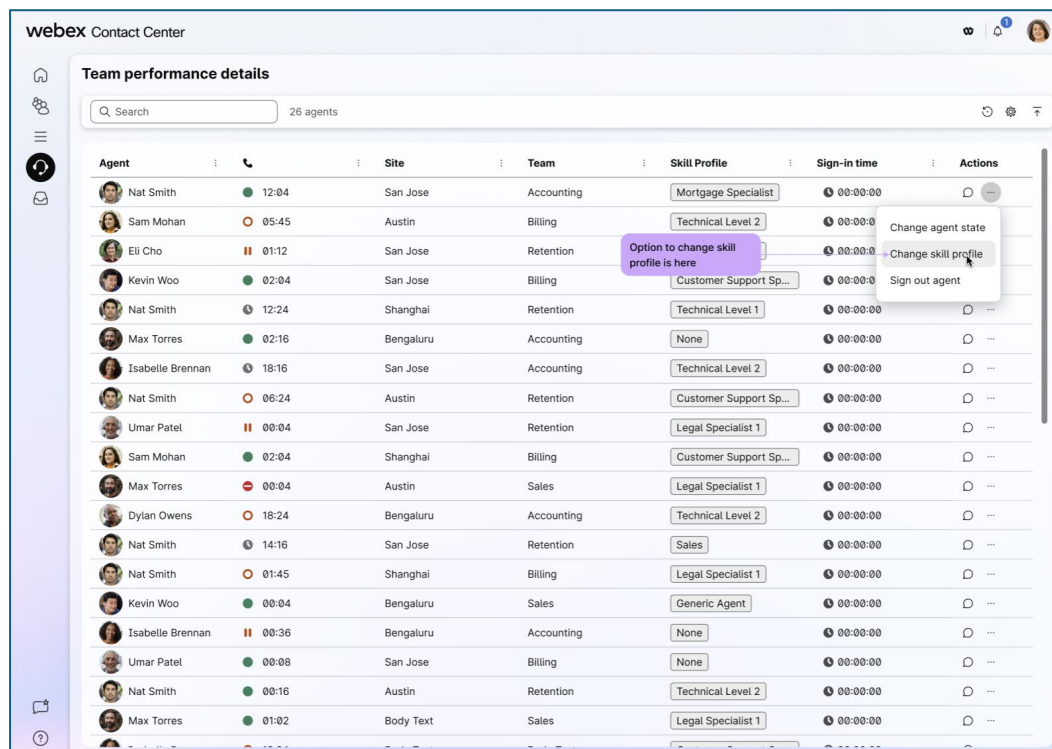 webex Contact Center
1
Team performance details
Search
26 agents
Agent Site Team Skill Profile Sign-in time Actions
Nat Smith 12:04 San Jose Accounting Mortgage Specialist 00:00:00
Sam Mohan 05:45 Austin Billing Technical Level 2 00:00:0
Change agent state
Eli Cho 01:12 San Jose Retention 00:00:0
Option to change skill
profile is here
Change skill profile
Kevin Woo 02:04 San Jose Billing Customer Support Sp... 00:00:0
Sign out agent
Nat Smith 12:24 Shanghai Retention Technical Level 1 00:00:00
Max Torres 02:16 Bengaluru Accounting None 00:00:00
Isabelle Brennan 18:16 San Jose Accounting Technical Level 2 00:00:00
Nat Smith 06:24 Austin Retention Customer Support Sp... 00:00:00
Umar Patel 00:04 San Jose Retention Legal Specialist 1 00:00:00
Sam Mohan 02:04 Shanghai Billing Customer Support Sp... 00:00:00
Max Torres 00:04 Austin Sales Legal Specialist 1 00:00:00
Dylan Owens 18:24 Bengaluru Accounting Technical Level 2 00:00:00
Nat Smith 14:16 San Jose Retention Sales 00:00:00
Nat Smith 01:45 Shanghai Billing Legal Specialist 1 00:00:00
Kevin Woo 00:04 Bengaluru Sales Generic Agent 00:00:00
Isabelle Brennan 00:36 Bengaluru Accounting None 00:00:00
Umar Patel 00:08 San Jose Billing None 00:00:00
Nat Smith 00:16 Austin Retention Technical Level 2 00:00:00
Max Torres 01:02 Body Text Sales Legal Specialist 1 00:00:00